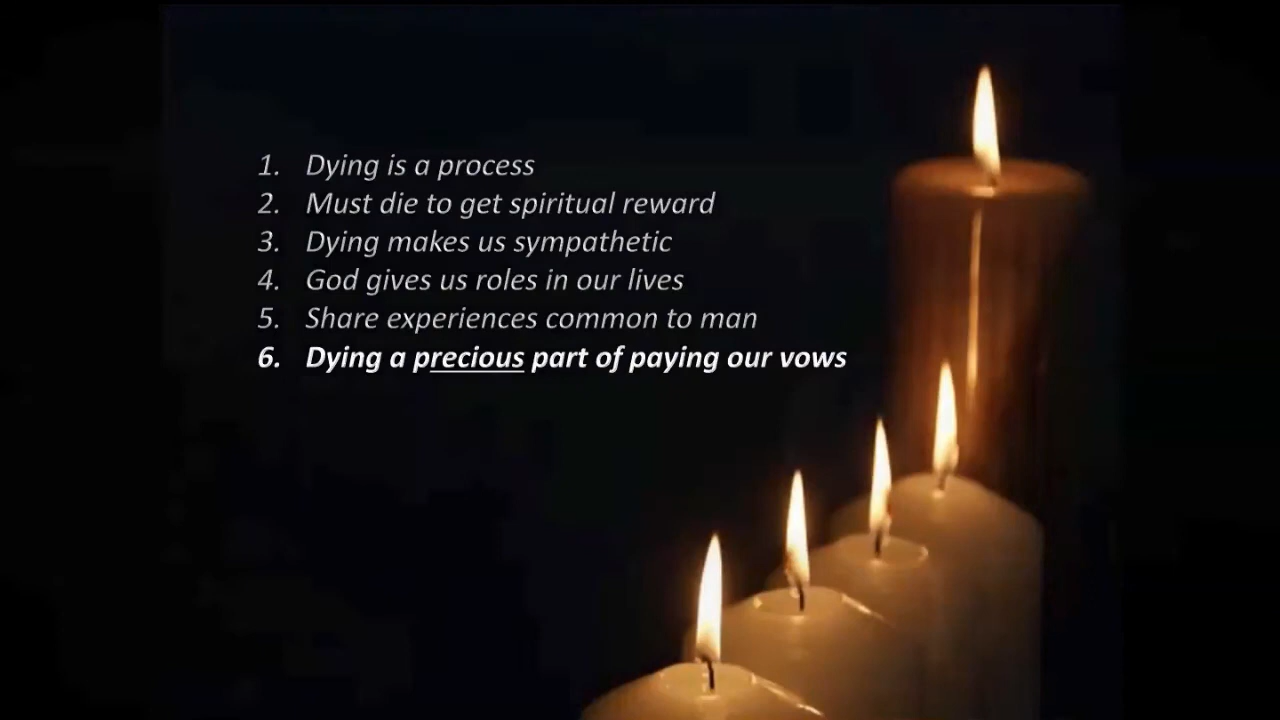 1. Dying is a process
2. Must die to get spiritual reward
3. Dying makes us sympathetic
4. God gives us roles in our lives
5. Share experiences common to man
6. Dying a precious part of paying our vows